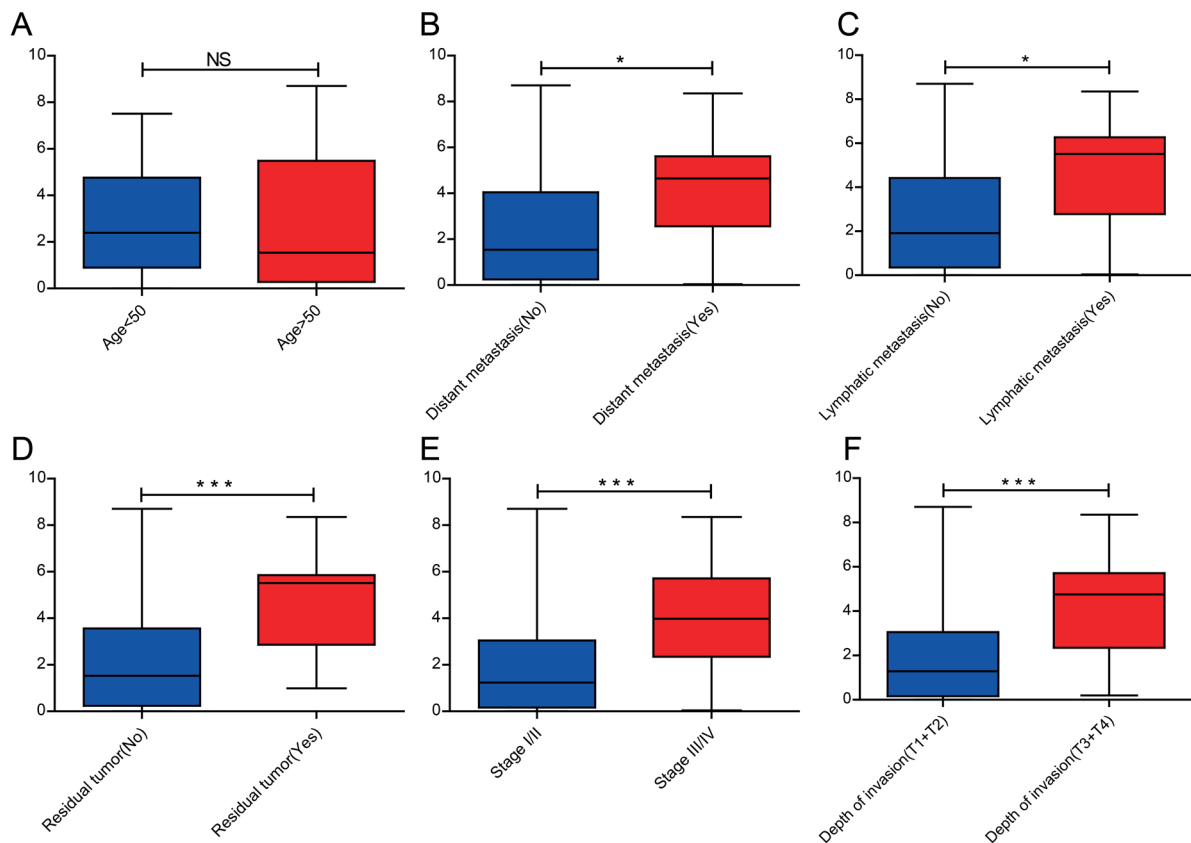 A
B
C
NS
*
*
10
8
6
4
2
0
10
8
6
4
2
0
10
8
6
4
2
0
Age<50
Age>50
Distant metastasis(No)
Distant metastasis(Yes)
Lymphatic metastasis(No)
Lymphatic metastasis(Yes)
D
E
F
***
***
***
10
8
6
4
2
0
10
8
6
4
2
0
10
8
6
4
2
0
Residual tumor(No)
Residual tumor(Yes)
Stage I/II
Stage III/IV
Depth of invasion(T1+T2)
Depth of invasion(T3+T4)